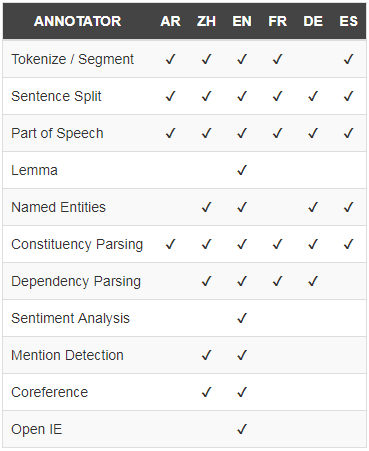 ANNOTATOR AR ZH EN FR DE ES
Tokenize / Segment ✓ ✓ ✓ ✓ ✓
Sentence Split ✓ ✓ ✓ ✓ ✓ ✓
Part of Speech ✓ ✓ ✓ ✓ ✓ ✓
Lemma ✓
Named Entities ✓ ✓ ✓ ✓
Constituency Parsing ✓ ✓ ✓ ✓ ✓ ✓
Dependency Parsing ✓ ✓ ✓ ✓
Sentiment Analysis ✓
Mention Detection ✓ ✓
Coreference ✓ ✓
Open IE ✓